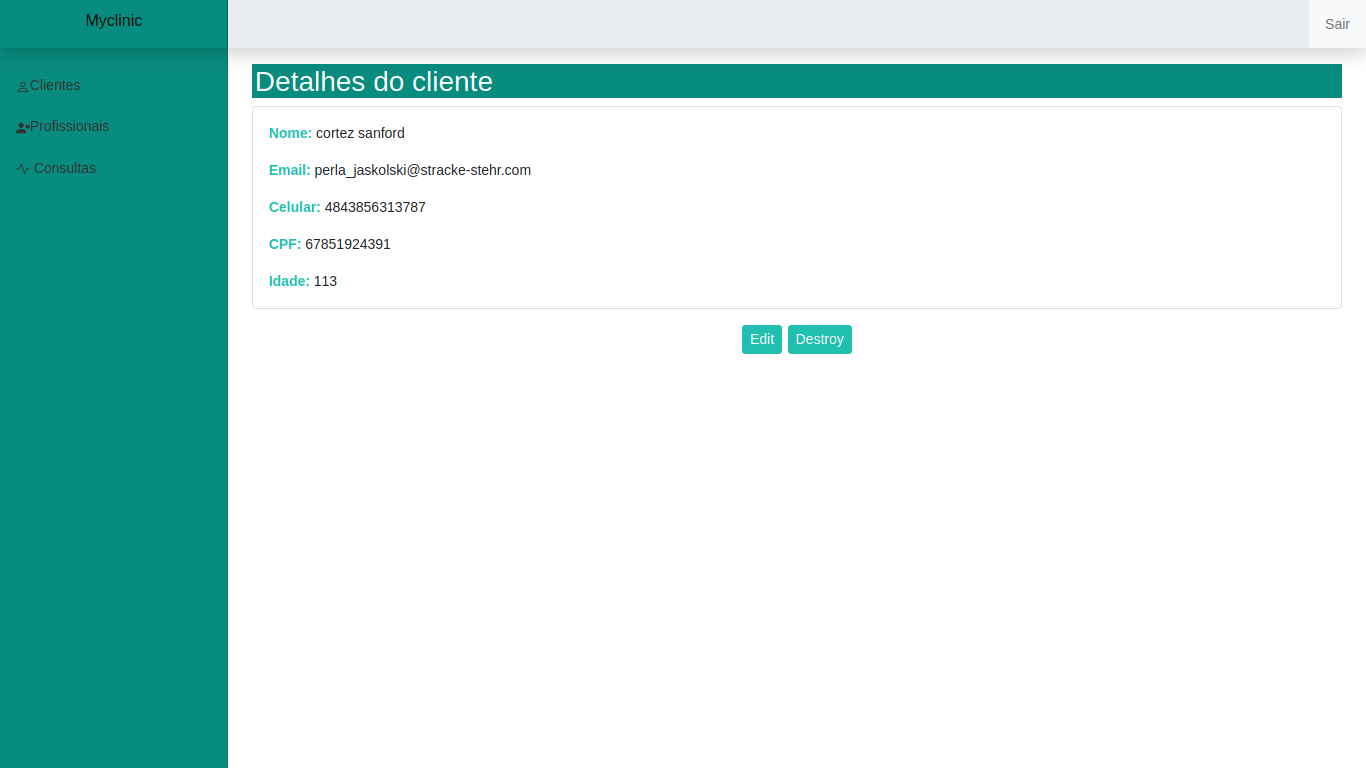 Myclinic
Sair
Clientes
Profissionais
Consultas
Detalhes do cliente
Nome: cortez sanford
Email: perla_jaskolski@stracke-stehr.com
Celular: 4843856313787
CPF: 67851924391
Idade: 113
Edit Destroy